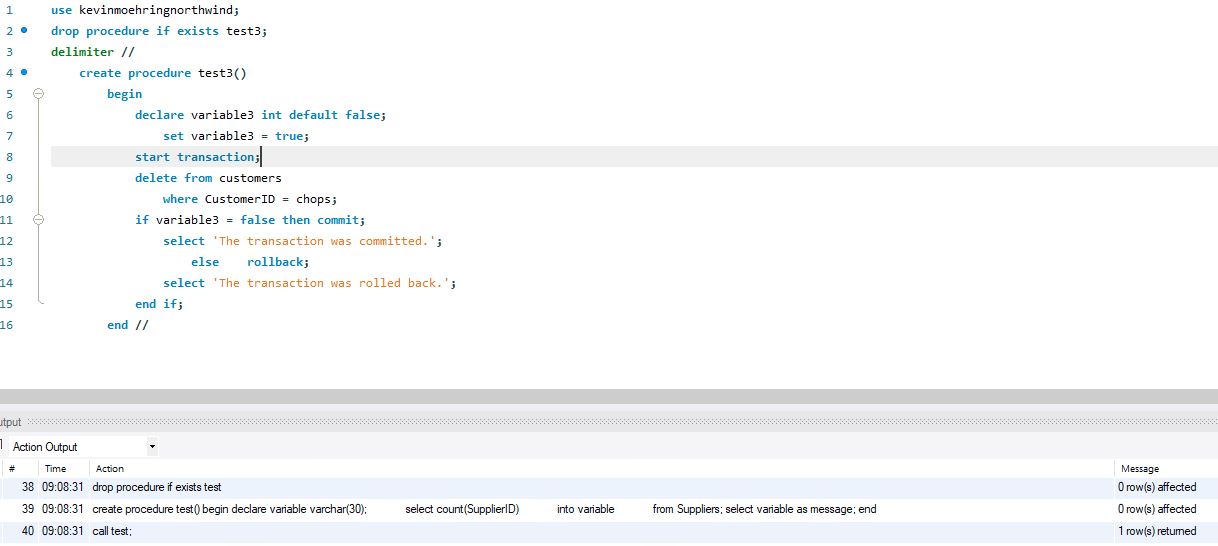 1 use kevinmoehringnorthwind;
2 drop procedure if exists test3;
3 delimiter //
4 create procedure test3()
5 begin
6 declare variable3 int default false;
7 set variable3 = true;
8 start transaction;
9 delete from customers
10 where CustomerID = chops;
11 if variable3 = false then commit;
12 select 'The transaction was committed.';
13 else rollback;
14 select 'The transaction was rolled back.';
15 end if;
16 end //
utput
Action Output
# Time Action Message
38 09:08:31 drop procedure if exists test 0 row(s) affected
39 09:08:31 create procedure test() begin declare variable varchar(30); select count(SupplierID) into variable from Suppliers; select variable as message; end 0 row(s) affected
40 09:08:31 call test; 1 row(s) returned